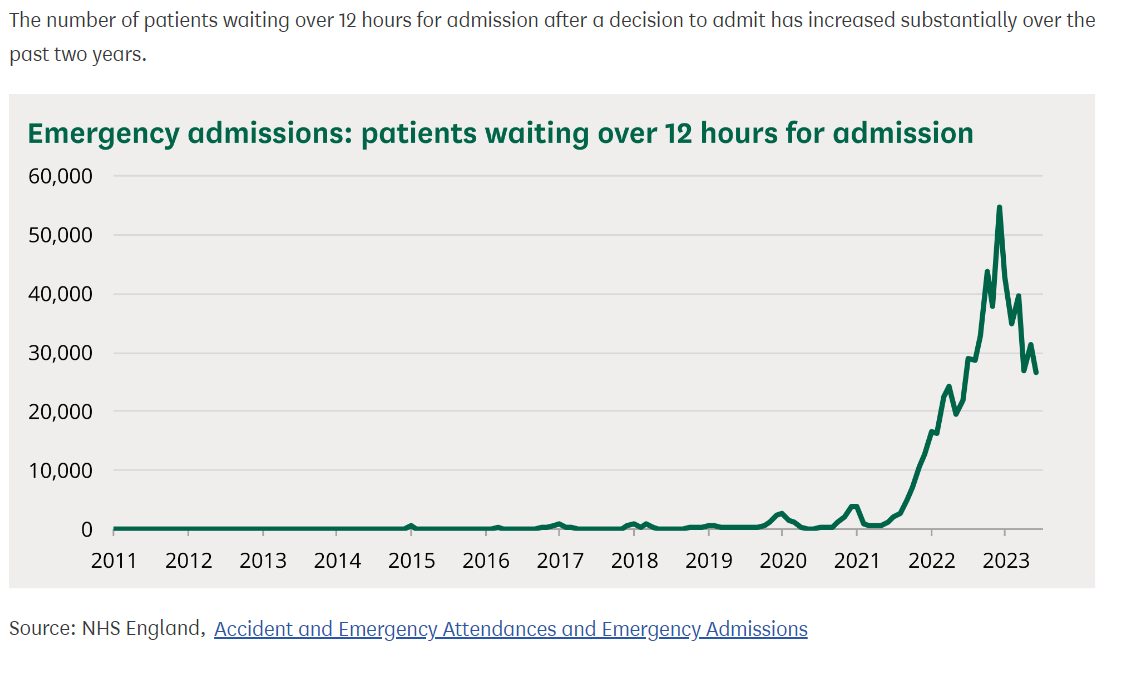 The number of patients waiting over 12 hours for admission after a decision to admit has increased substantially over the
past two years.
Emergency admissions: patients waiting over 12 hours for admission
60,000
50,000
40,000
30,000
20,000
10,000
0
2011 2012 2013 2014 2015 2016 2017 2018 2019 2020 2021 2022 2023
Source: NHS England, Accident and Emergency Attendances and Emergency Admissions